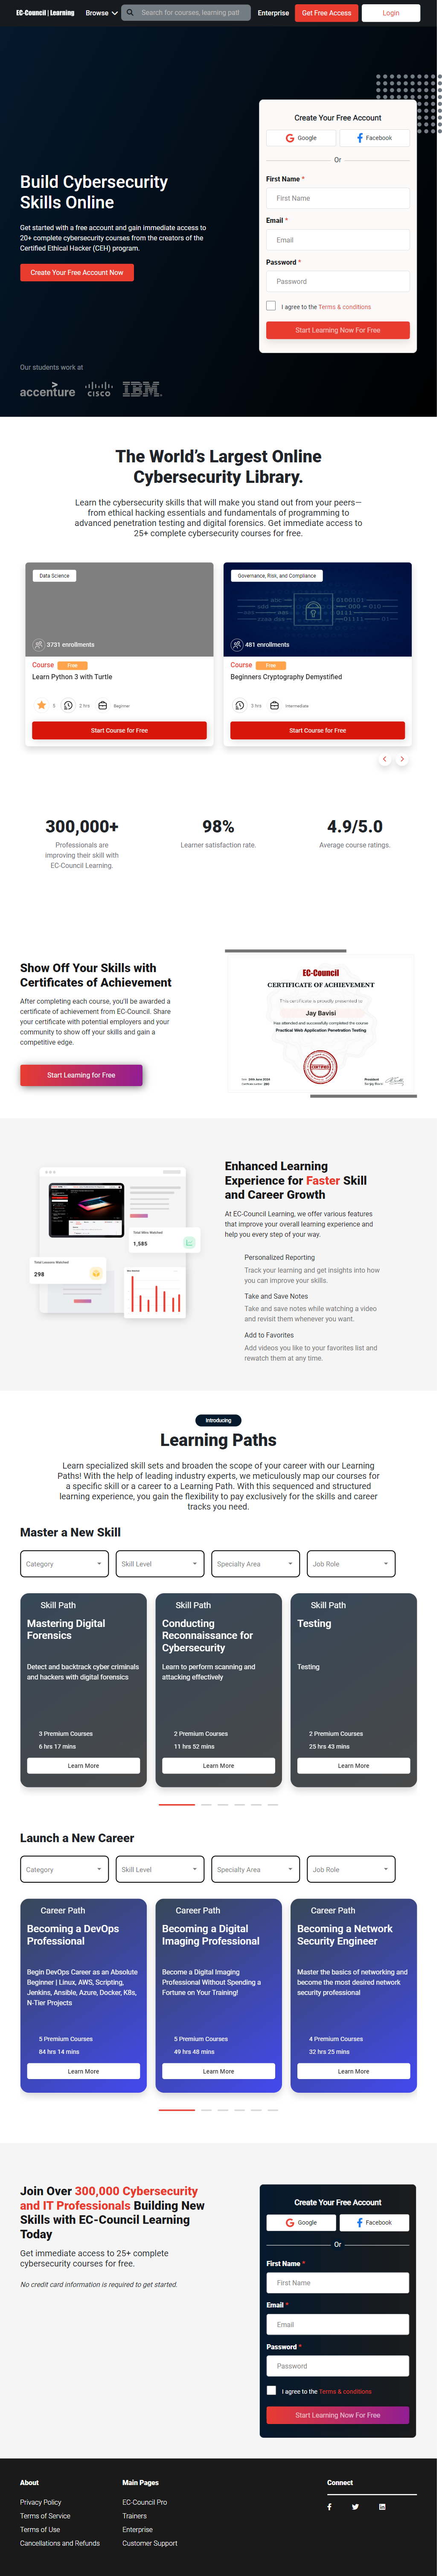 EC-Council | Learning
Browse
Search for courses, learning patl
Enterprise
Get Free Access
Login
Build Cybersecurity
Skills Online
Get started with a free account and gain immediate access to
20+ complete cybersecurity courses from the creators of the
Certified Ethical Hacker (CEH) program.
Create Your Free Account Now
Our students work at
accenture
CISCO
IBM
Create Your Free Account
Google
Facebook
Or
First Name *
First Name
Email *
Email
Password *
Password
I agree to the Terms & conditions
Start Learning Now For Free
The World's Largest Online
Cybersecurity Library.
Learn the cybersecurity skills that will make you stand out from your peers—
from ethical hacking essentials and fundamentals of programming to
advanced penetration testing and digital forensics. Get immediate access to
25+ complete cybersecurity courses for free.
Data Science
3731 enrollments
Course Free
Learn Python 3 with Turtle
5 2 hrs Beginner
Start Course for Free
Governance, Risk, and Compliance
481 enrollments
Course Free
Beginners Cryptography Demystified
3 hrs Intermediate
Start Course for Free
300,000+
Professionals are
improving their skill with
EC-Council Learning.
98%
Learner satisfaction rate.
4.9/5.0
Average course ratings.
Show Off Your Skills with
Certificates of Achievement
After completing each course, you'll be awarded a
certificate of achievement from EC-Council. Share
your certificate with potential employers and your
community to show off your skills and gain a
competitive edge.
Start Learning for Free
EC-Council
CERTIFICATE OF ACHIEVEMENT
This certificate is proudly presented to
Jay Bavisi
Has attended and successfully completed the course
Practical Web Application Penetration Testing
CERTIFIED
President
Enhanced Learning
Experience for Faster Skill
and Career Growth
At EC-Council Learning, we offer various features
that improve your overall learning experience and
help you every step of your way.
Personalized Reporting
Track your learning and get insights into how
you can improve your skills.
Take and Save Notes
Take and save notes while watching a video
and revisit them whenever you want.
Add to Favorites
Add videos you like to your favorites list and
rewatch them at any time.
Total Mins Watched
1,585
Total Lessons Watched
298
Introducing
Learning Paths
Learn specialized skill sets and broaden the scope of your career with our Learning
Paths! With the help of leading industry experts, we meticulously map our courses for
a specific skill or a career to a Learning Path. With this sequenced and structured
learning experience, you gain the flexibility to pay exclusively for the skills and career
tracks you need.
Master a New Skill
Category
Skill Level
Specialty Area
Job Role
Skill Path
Mastering Digital
Forensics
Detect and backtrack cyber criminals
and hackers with digital forensics
3 Premium Courses
6 hrs 17 mins
Learn More
Skill Path
Conducting
Reconnaissance for
Cybersecurity
Learn to perform scanning and
attacking effectively
2 Premium Courses
11 hrs 52 mins
Learn More
Skill Path
Testing
Testing
2 Premium Courses
25 hrs 43 mins
Learn More
Launch a New Career
Category
Skill Level
Specialty Area
Job Role
Career Path
Becoming a DevOps
Professional
Begin DevOps Career as an Absolute
Beginner | Linux, AWS, Scripting,
Jenkins, Ansible, Azure, Docker, K8s,
N-Tier Projects
5 Premium Courses
84 hrs 14 mins
Learn More
Career Path
Becoming a Digital
Imaging Professional
Become a Digital Imaging
Professional Without Spending a
Fortune on Your Training!
5 Premium Courses
49 hrs 48 mins
Learn More
Career Path
Becoming a Network
Security Engineer
Master the basics of networking and
become the most desired network
security professional
4 Premium Courses
32 hrs 25 mins
Learn More
Join Over 300,000 Cybersecurity
and IT Professionals Building New
Skills with EC-Council Learning
Today
Get immediate access to 25+ complete
cybersecurity courses for free.
No credit card information is required to get started.
Create Your Free Account
Google
Facebook
Or
First Name *
First Name
Email *
Email
Password *
Password
I agree to the Terms & conditions
Start Learning Now For Free
About
Privacy Policy
Terms of Service
Terms of Use
Cancellations and Refunds
Main Pages
EC-Council Pro
Trainers
Enterprise
Customer Support
Connect